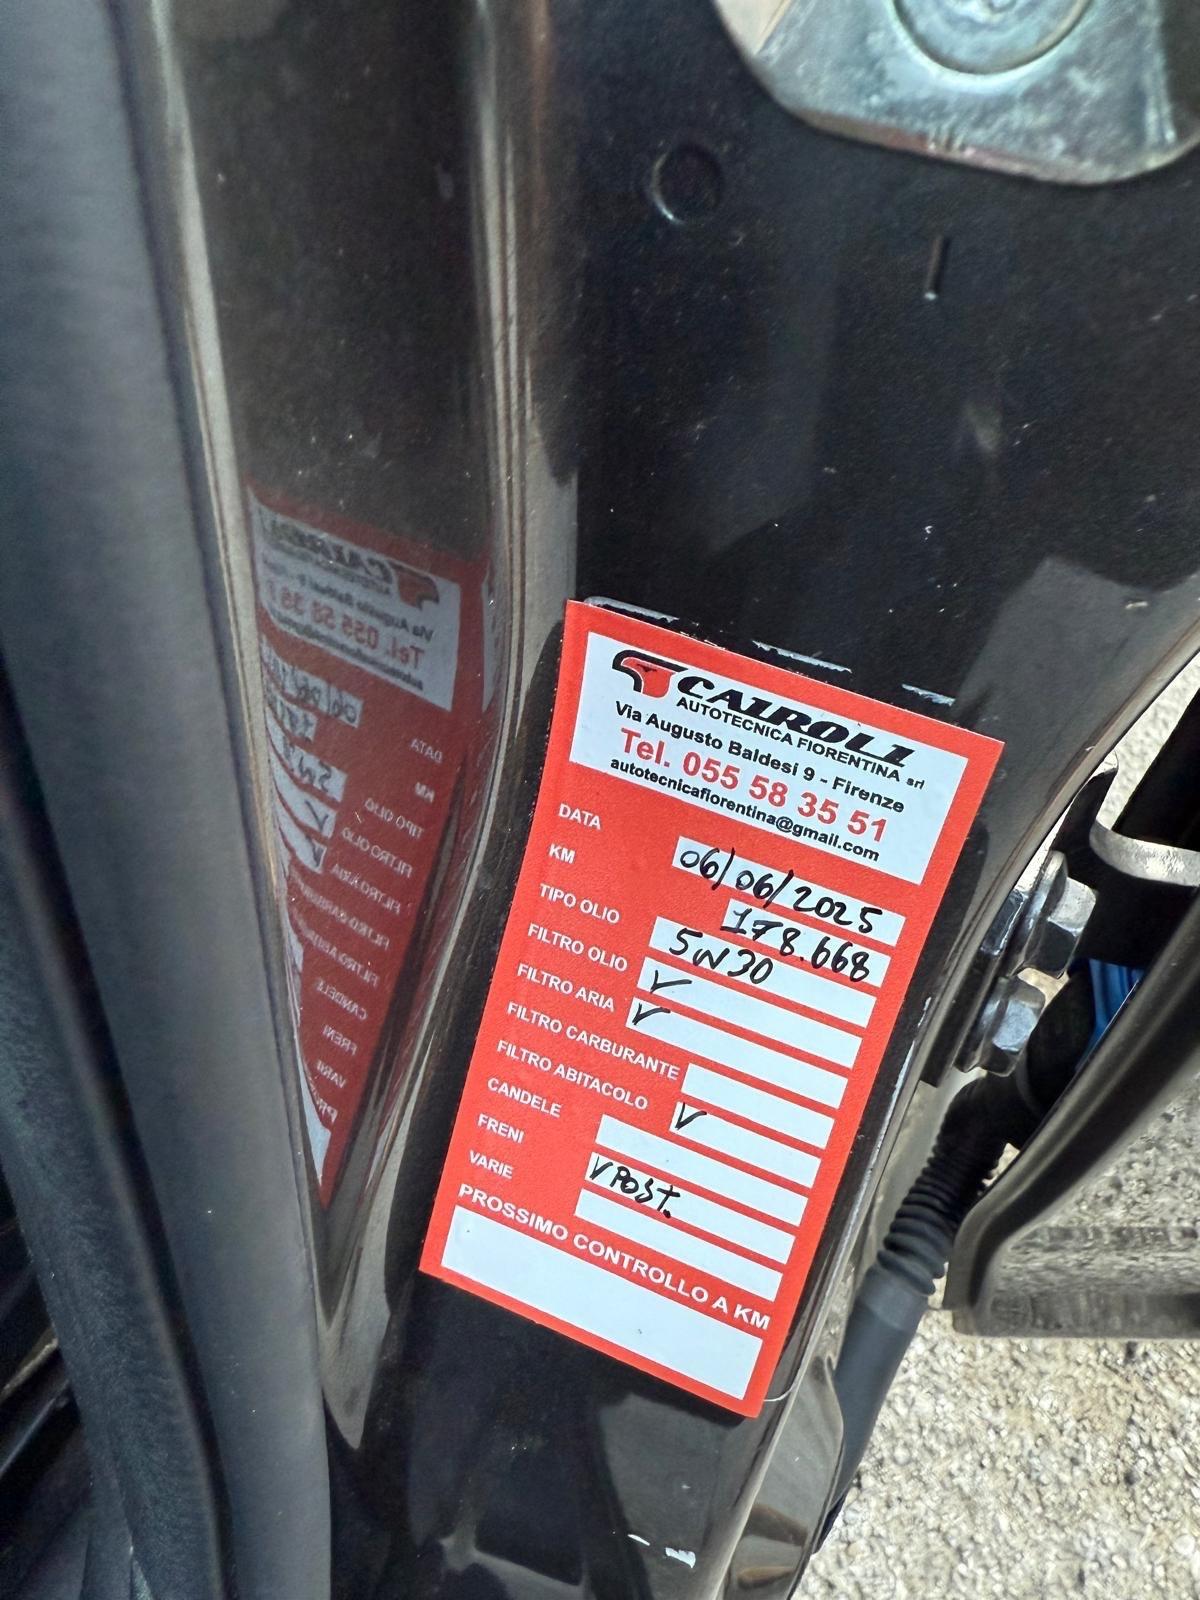 CAIROLI
AUTOTECNICA FIORENTINA srl
Via Augusto Baldesi 9 - Firenze
Tel. 055 58 35 51
autotecnicafiorentina@gmail.com
DATA 06/06/2025
KM 178.668
TIPO OLIO 5W30
FILTRO OLIO V
FILTRO ARIA V
FILTRO CARBURANTE
FILTRO ABITACOLO V
CANDELE
FRENI V POST.
VARIE
PROSSIMO CONTROLLO A KM